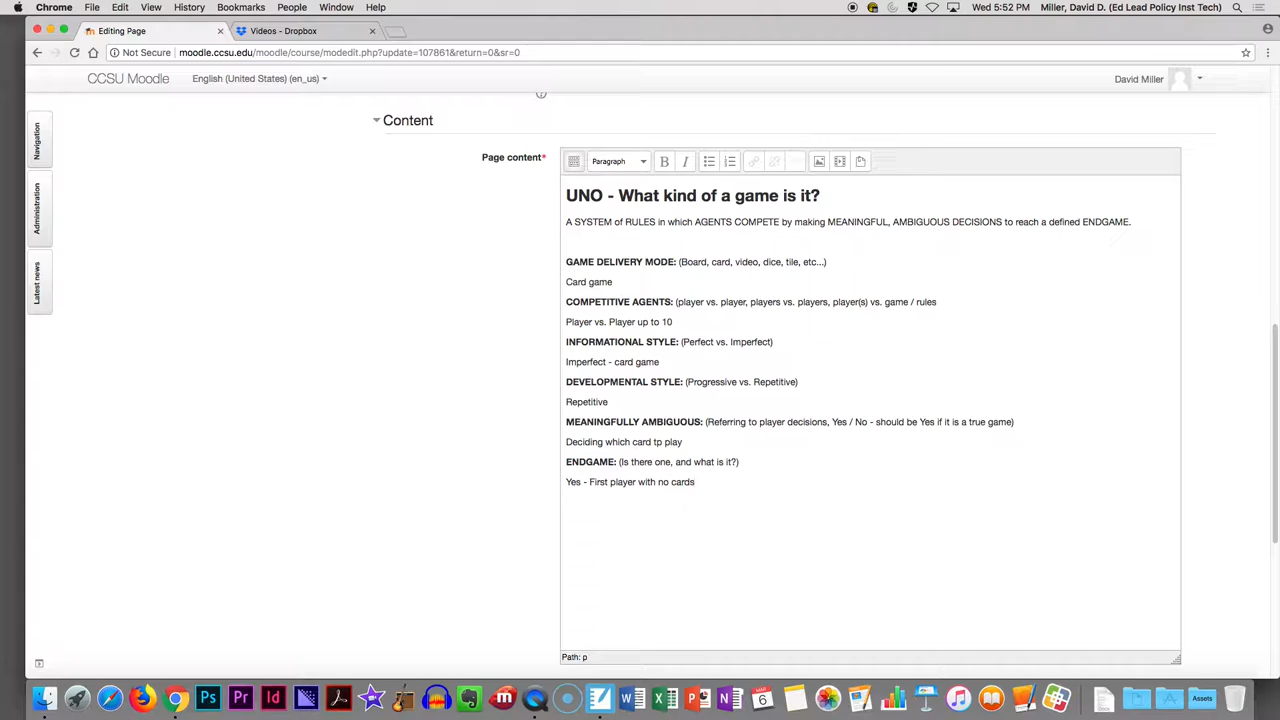 Chrome File Edit View History Bookmarks People Window Help Wed 5:52 PM Miller, David D. (Ed Lead Policy Inst Tech)
Editing Page Videos - Dropbox
Not Secure moodle.ccsu.edu/moodle/course/modedit.php?update=107861&return=0&sr=0
CCSU Moodle English (United States) (en_us) David Miller
Navigation
Administration
Latest news
Content
Page content*
Paragraph B I
UNO - What kind of a game is it?
A SYSTEM of RULES in which AGENTS COMPETE by making MEANINGFUL, AMBIGUOUS DECISIONS to reach a defined ENDGAME.
GAME DELIVERY MODE: (Board, card, video, dice, tile, etc...)
Card game
COMPETITIVE AGENTS: (player vs. player, players vs. players, player(s) vs. game / rules
Player vs. Player up to 10
INFORMATIONAL STYLE: (Perfect vs. Imperfect)
Imperfect - card game
DEVELOPMENTAL STYLE: (Progressive vs. Repetitive)
Repetitive
MEANINGFULLY AMBIGUOUS: (Referring to player decisions, Yes / No - should be Yes if it is a true game)
Deciding which card tp play
ENDGAME: (Is there one, and what is it?)
Yes - First player with no cards
Path: p
Ps Pr Id W X P N 6 Assets